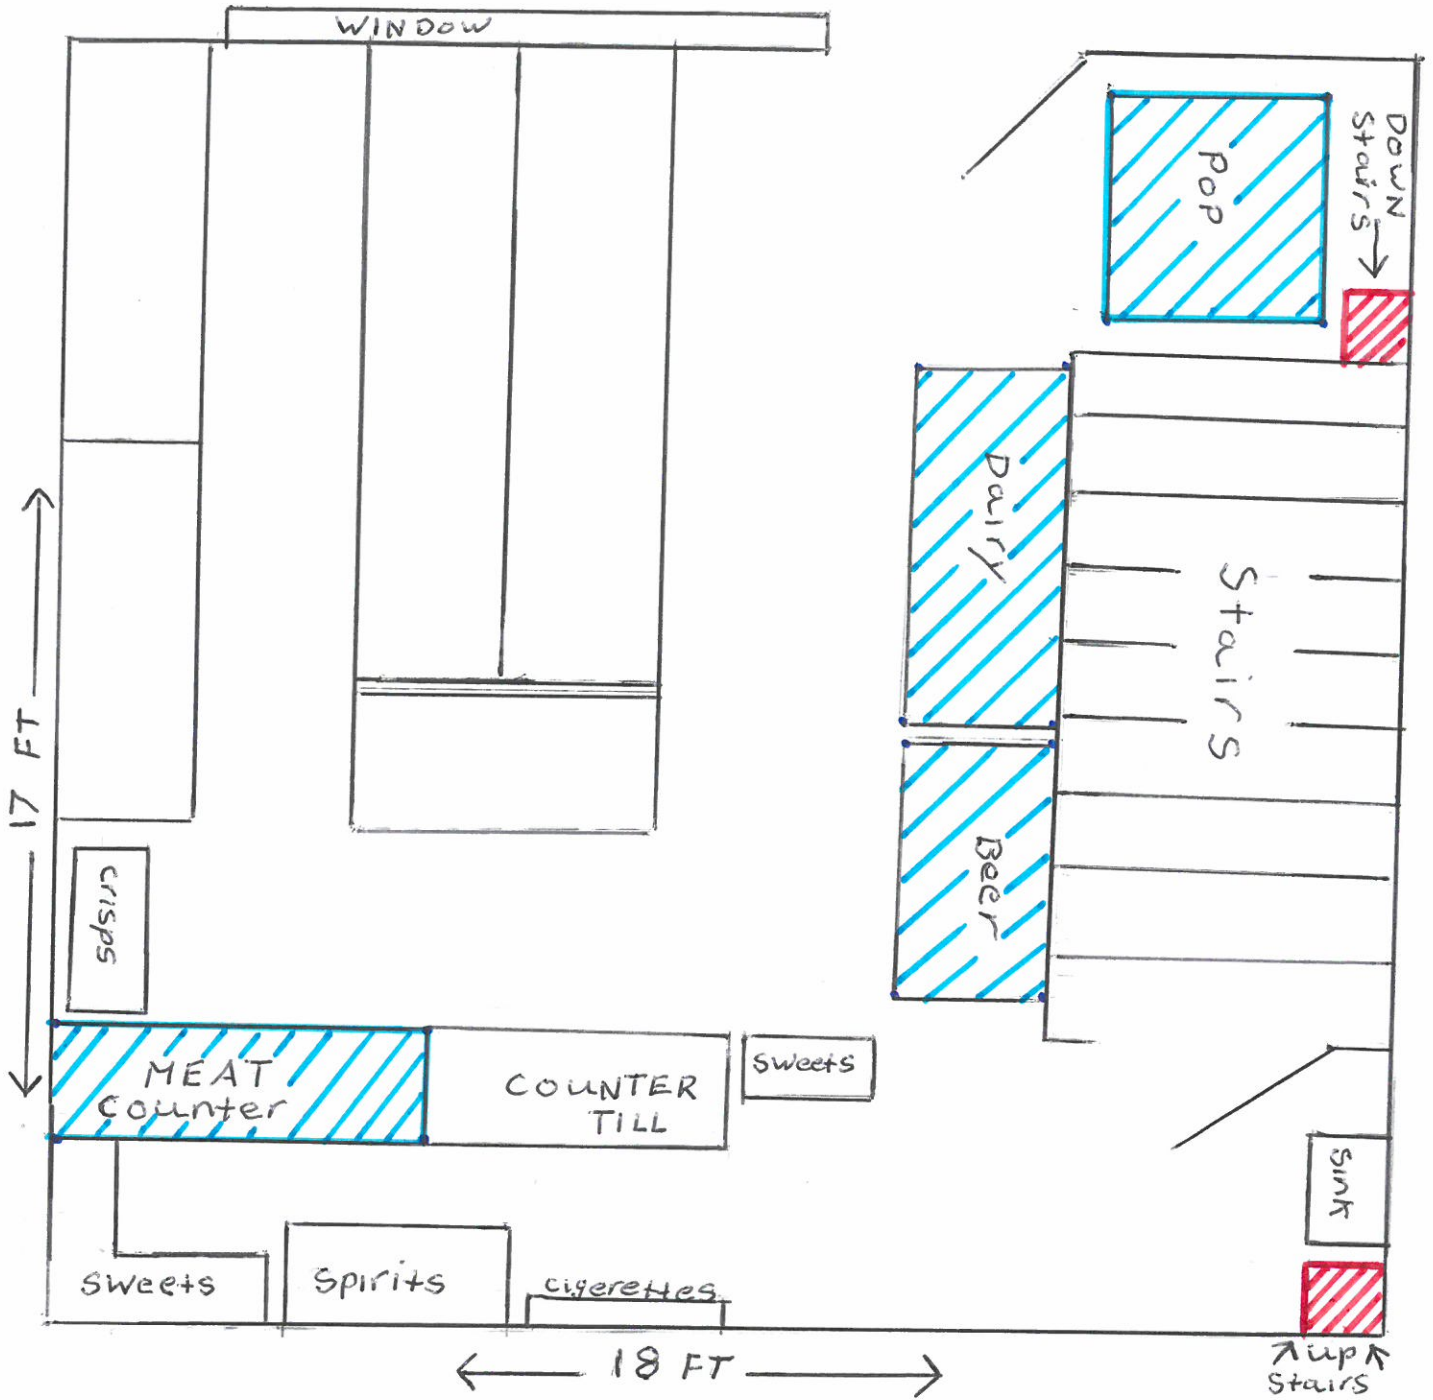 WINDOW
DOWN
Stairs
POP
Dairy
Stairs
17 FT
Beer
crisps
MEAT
Counter
COUNTER
TILL
Sweets
Sink
Sweets
Spirits
cigerettes
18 FT
up
Stairs